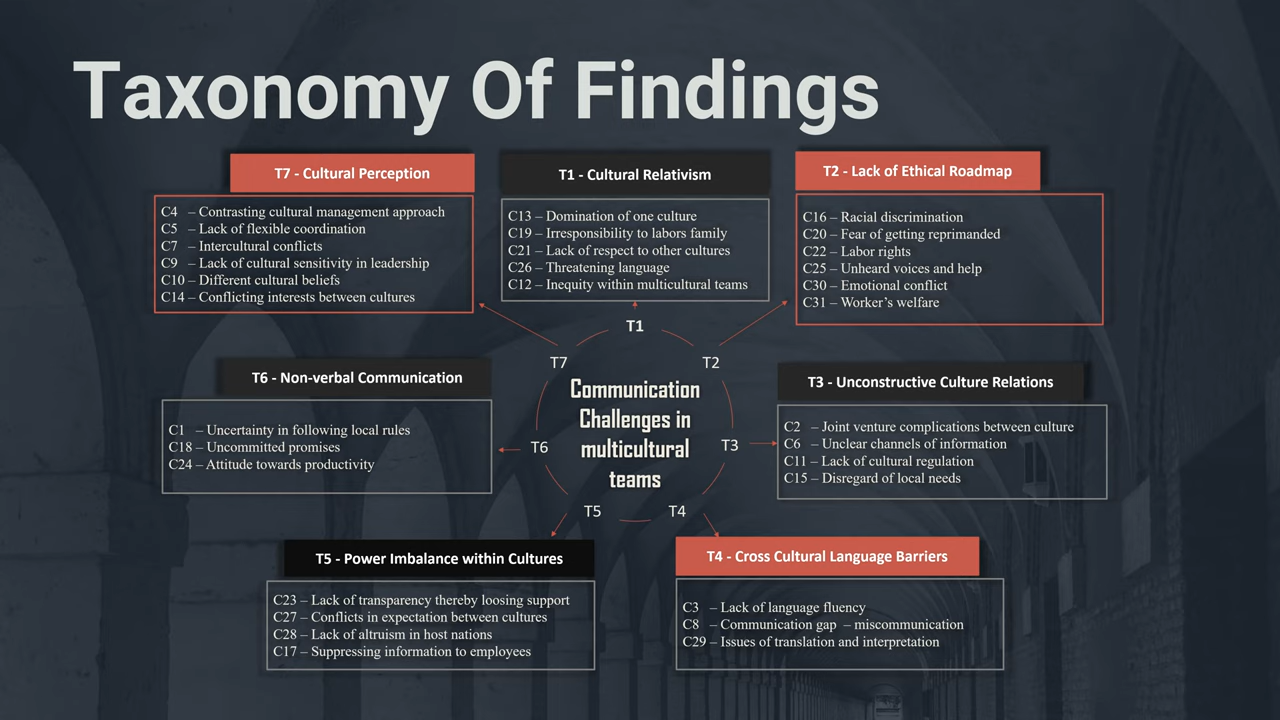 Taxonomy Of Findings
T7 - Cultural Perception
C4 – Contrasting cultural management approach
C5 – Lack of flexible coordination
C7 – Intercultural conflicts
C9 – Lack of cultural sensitivity in leadership
C10 – Different cultural beliefs
C14 – Conflicting interests between cultures
T1 - Cultural Relativism
C13 – Domination of one culture
C19 – Irresponsibility to labors family
C21 – Lack of respect to other cultures
C26 – Threatening language
C12 – Inequity within multicultural teams
T2 - Lack of Ethical Roadmap
C16 – Racial discrimination
C20 – Fear of getting reprimanded
C22 – Labor rights
C25 – Unheard voices and help
C30 – Emotional conflict
C31 – Worker’s welfare
T1
T7
T2
Communication
Challenges in
multicultural
teams
T6
T3
T5
T4
T6 - Non-verbal Communication
C1 – Uncertainty in following local rules
C18 – Uncommitted promises
C24 – Attitude towards productivity
T3 - Unconstructive Culture Relations
C2 – Joint venture complications between culture
C6 – Unclear channels of information
C11 – Lack of cultural regulation
C15 – Disregard of local needs
T5 - Power Imbalance within Cultures
C23 – Lack of transparency thereby loosing support
C27 – Conflicts in expectation between cultures
C28 – Lack of altruism in host nations
C17 – Suppressing information to employees
T4 - Cross Cultural Language Barriers
C3 – Lack of language fluency
C8 – Communication gap – miscommunication
C29 – Issues of translation and interpretation